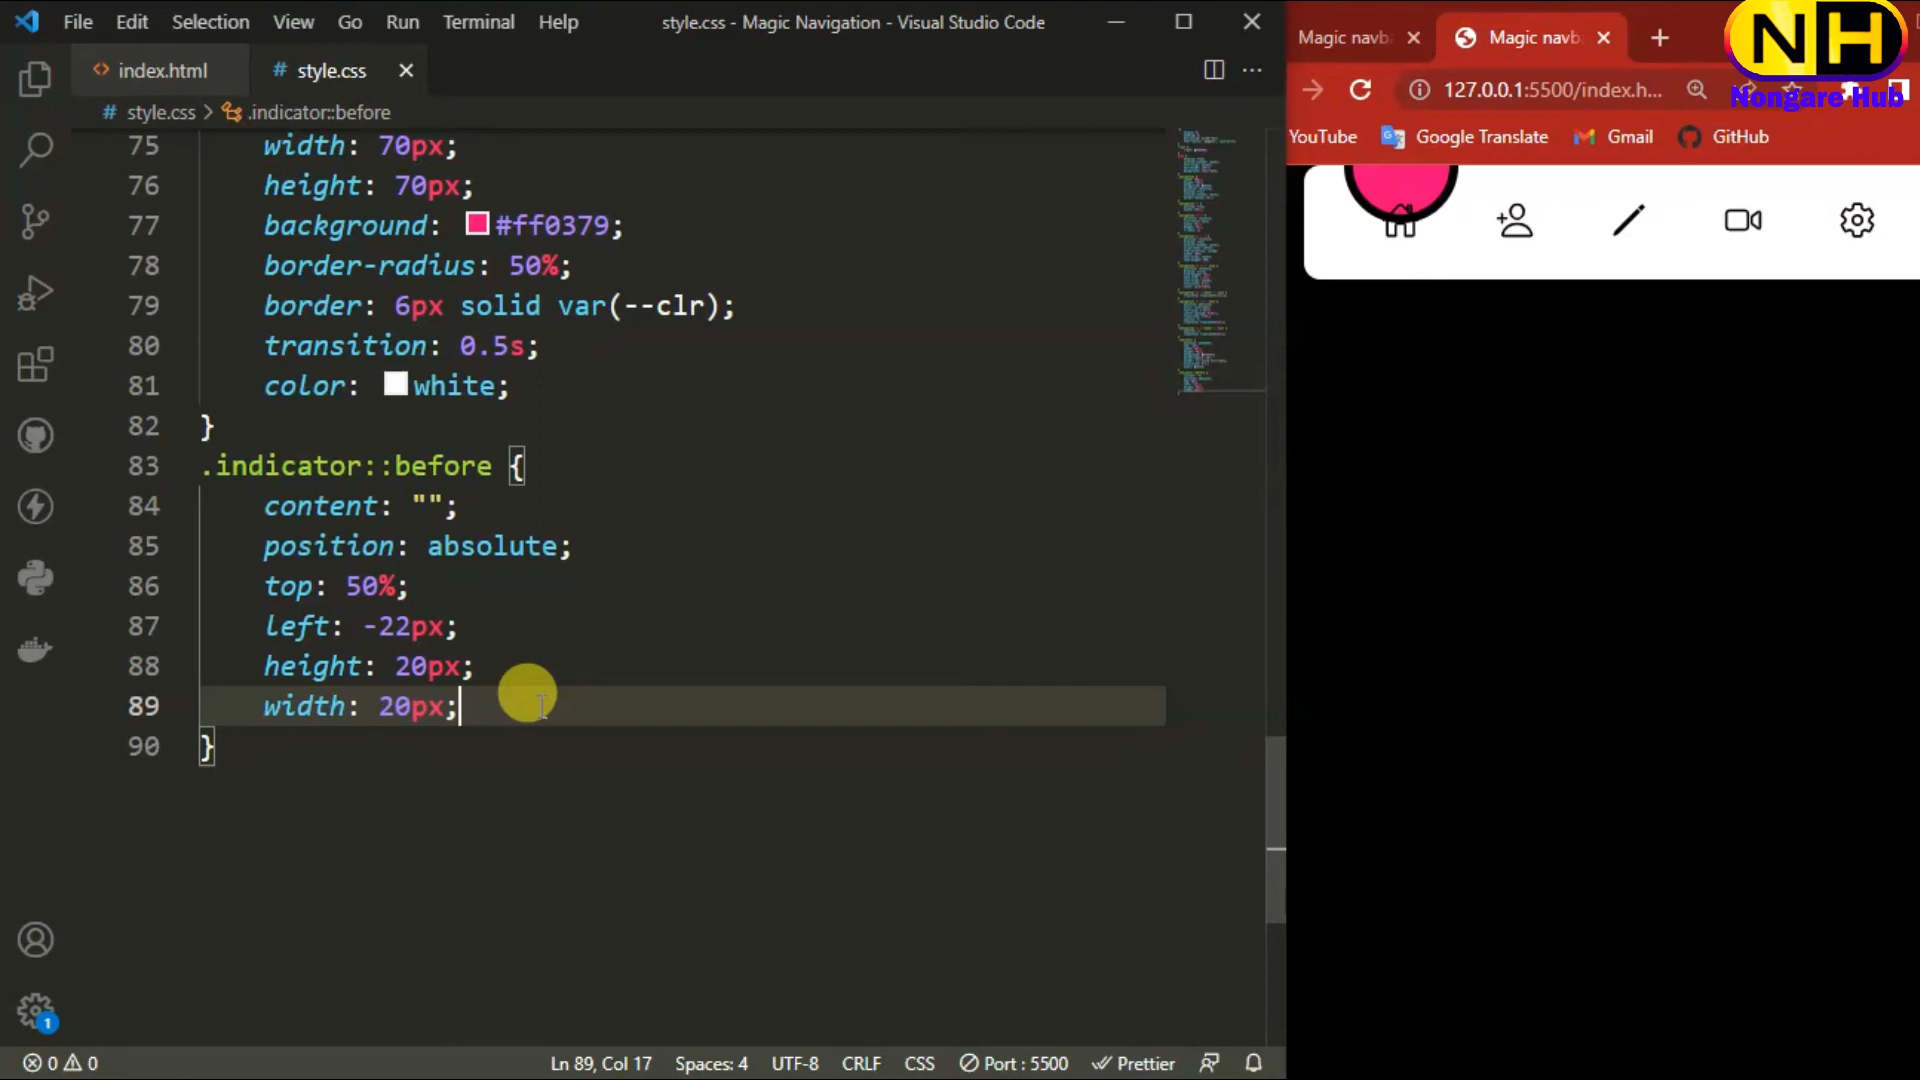 File Edit Selection View Go Run Terminal Help style.css - Magic Navigation - Visual Studio Code
index.html # style.css
# style.css > .indicator::before
75 width: 70px;
76 height: 70px;
77 background: #ff0379;
78 border-radius: 50%;
79 border: 6px solid var(--clr);
80 transition: 0.5s;
81 color: white;
82 }
83 .indicator::before {
84 content: "";
85 position: absolute;
86 top: 50%;
87 left: -22px;
88 height: 20px;
89 width: 20px;
90 }
1
0 0 Ln 89, Col 17 Spaces: 4 UTF-8 CRLF CSS Port : 5500 Prettier
Magic navb Magic navb
NH
Nongare Hub
127.0.0.1:5500/index.h...
YouTube Google Translate Gmail GitHub